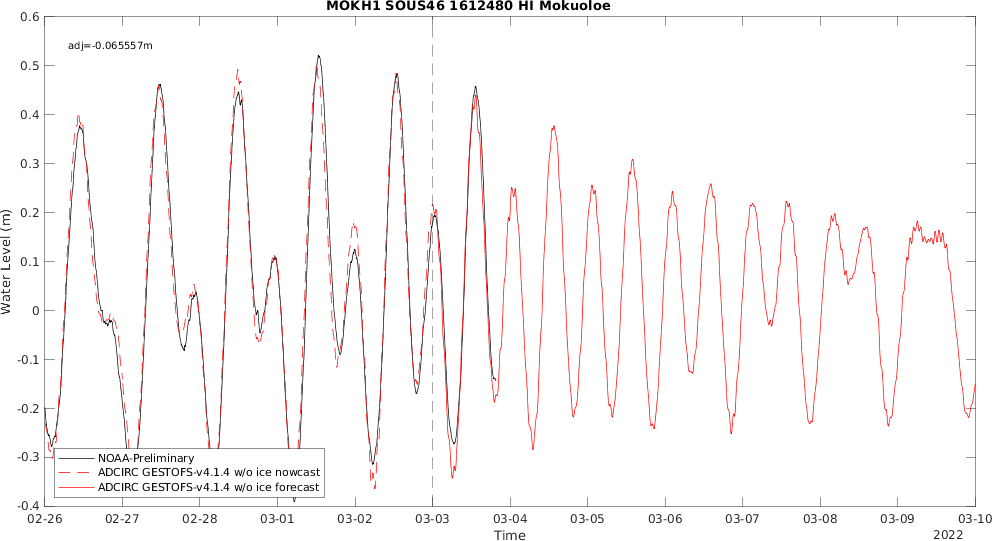 MOKH1 SOUS46 1612480 HI Mokuoloe
adj=-0.065557m
0.6
0.5
0.4
0.3
0.2
0.1
0
-0.1
-0.2
-0.3
-0.4
Water Level (m)
NOAA-Preliminary
ADCIRC GESTOFS-v4.1.4 w/o ice nowcast
ADCIRC GESTOFS-v4.1.4 w/o ice forecast
02-26 02-27 02-28 03-01 03-02 03-03 03-04 03-05 03-06 03-07 03-08 03-09 03-10
Time
2022